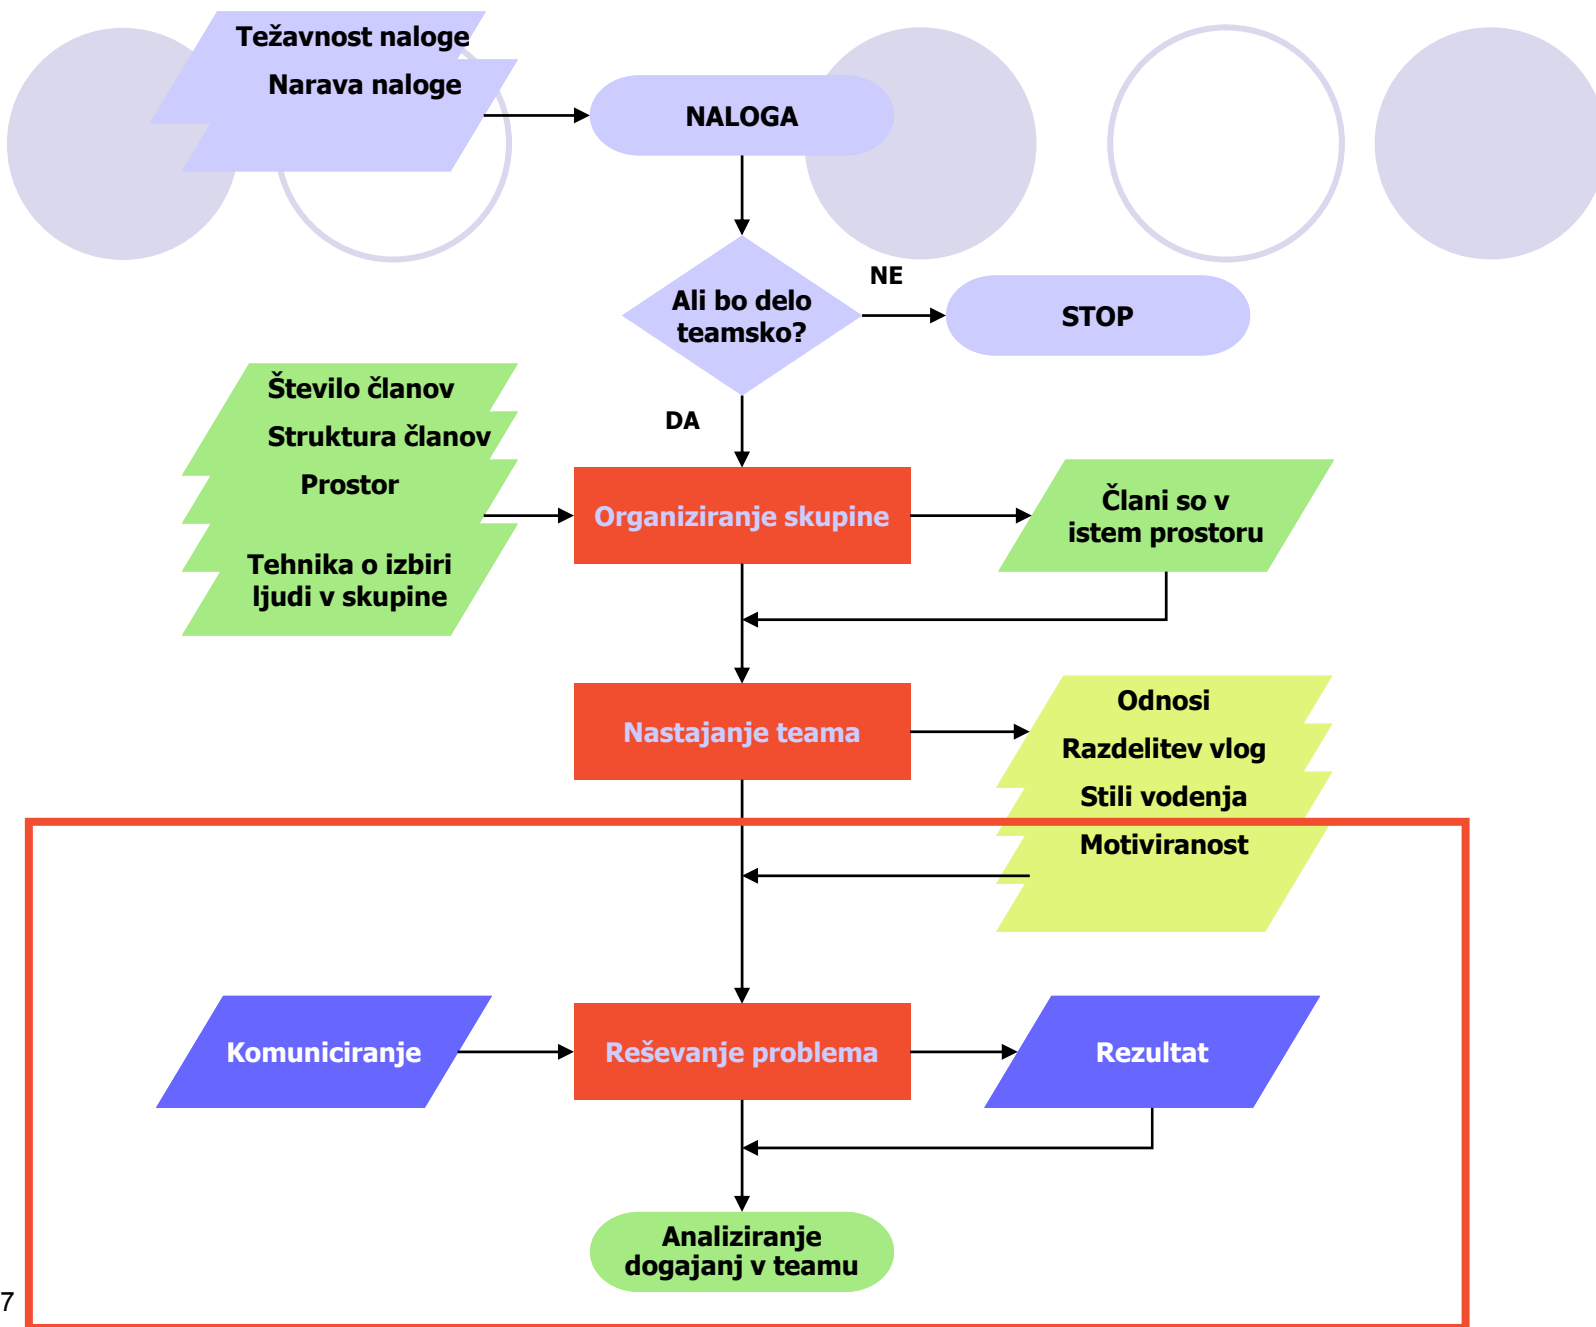 Težavnost naloge
Narava naloge
NALOGA
NE
Ali bo delo
teamsko?
STOP
Število članov
Struktura članov
Prostor
Tehnika o izbiri
ljudi v skupine
DA
Organiziranje skupine
Člani so v
istem prostoru
Nastajanje teama
Odnosi
Razdelitev vlog
Stili vodenja
Motiviranost
Komuniciranje
Reševanje problema
Rezultat
Analiziranje
dogajanj v teamu
7